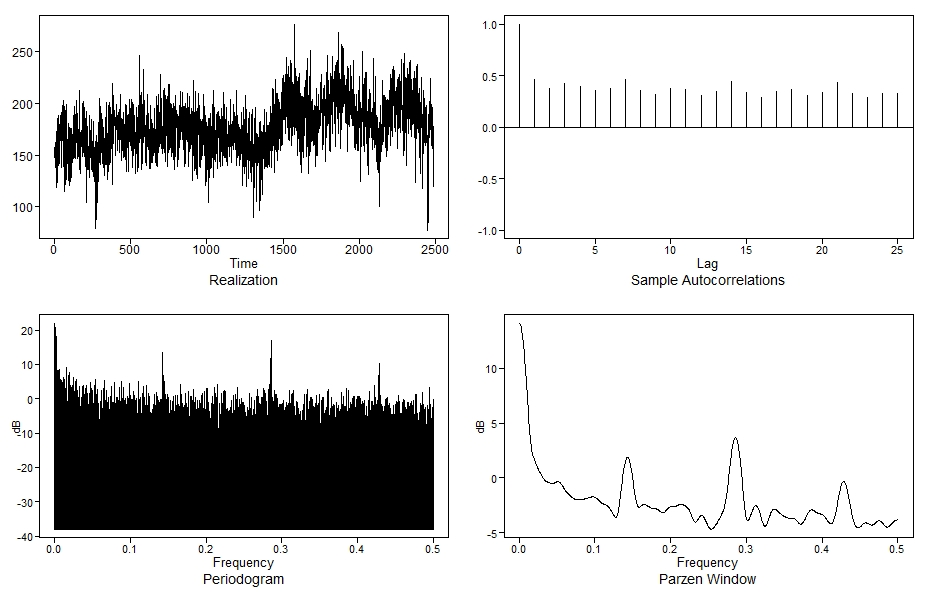 250
200
150
100
0 500 1000 1500 2000 2500
Time
Realization
1.0
0.5
0.0
-0.5
-1.0
0 5 10 15 20 25
Lag
Sample Autocorrelations
20
10
0
-10
-20
-30
-40
dB
0.0 0.1 0.2 0.3 0.4 0.5
Frequency
Periodogram
10
5
0
-5
dB
0.0 0.1 0.2 0.3 0.4 0.5
Frequency
Parzen Window